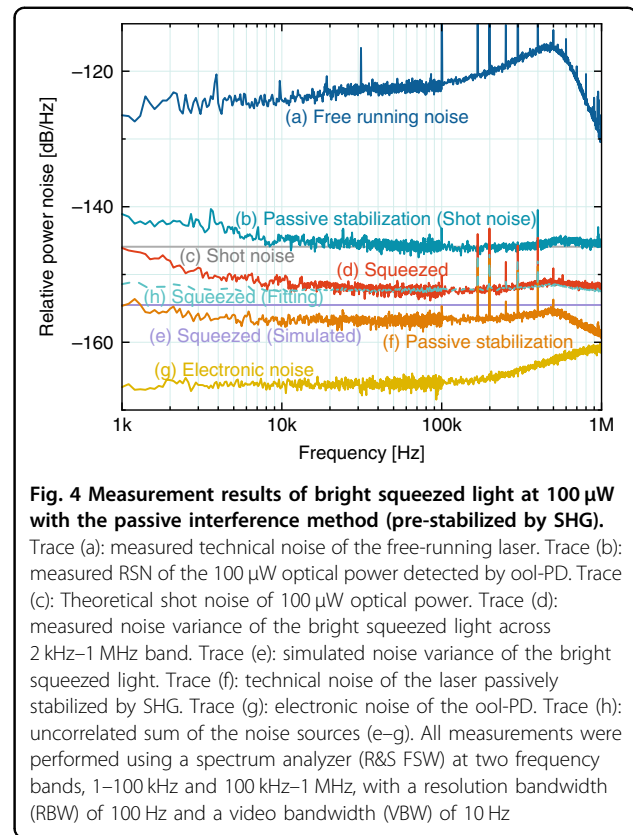 −120
−140
−160
Relative power noise [dB/Hz]
(a) Free running noise
(b) Passive stabilization (Shot noise)
(c) Shot noise
(d) Squeezed
(h) Squeezed (Fitting)
(e) Squeezed (Simulated)
(f) Passive stabilization
(g) Electronic noise
1k 10k 100k 1M
Frequency [Hz]
Fig. 4 Measurement results of bright squeezed light at 100 μW
with the passive interference method (pre-stabilized by SHG).
Trace (a): measured technical noise of the free-running laser. Trace (b):
measured RSN of the 100 μW optical power detected by ool-PD. Trace
(c): Theoretical shot noise of 100 μW optical power. Trace (d):
measured noise variance of the bright squeezed light across
2 kHz–1 MHz band. Trace (e): simulated noise variance of the bright
squeezed light. Trace (f): technical noise of the laser passively
stabilized by SHG. Trace (g): electronic noise of the ool-PD. Trace (h):
uncorrelated sum of the noise sources (e–g). All measurements were
performed using a spectrum analyzer (R&S FSW) at two frequency
bands, 1–100 kHz and 100 kHz–1 MHz, with a resolution bandwidth
(RBW) of 100 Hz and a video bandwidth (VBW) of 10 Hz